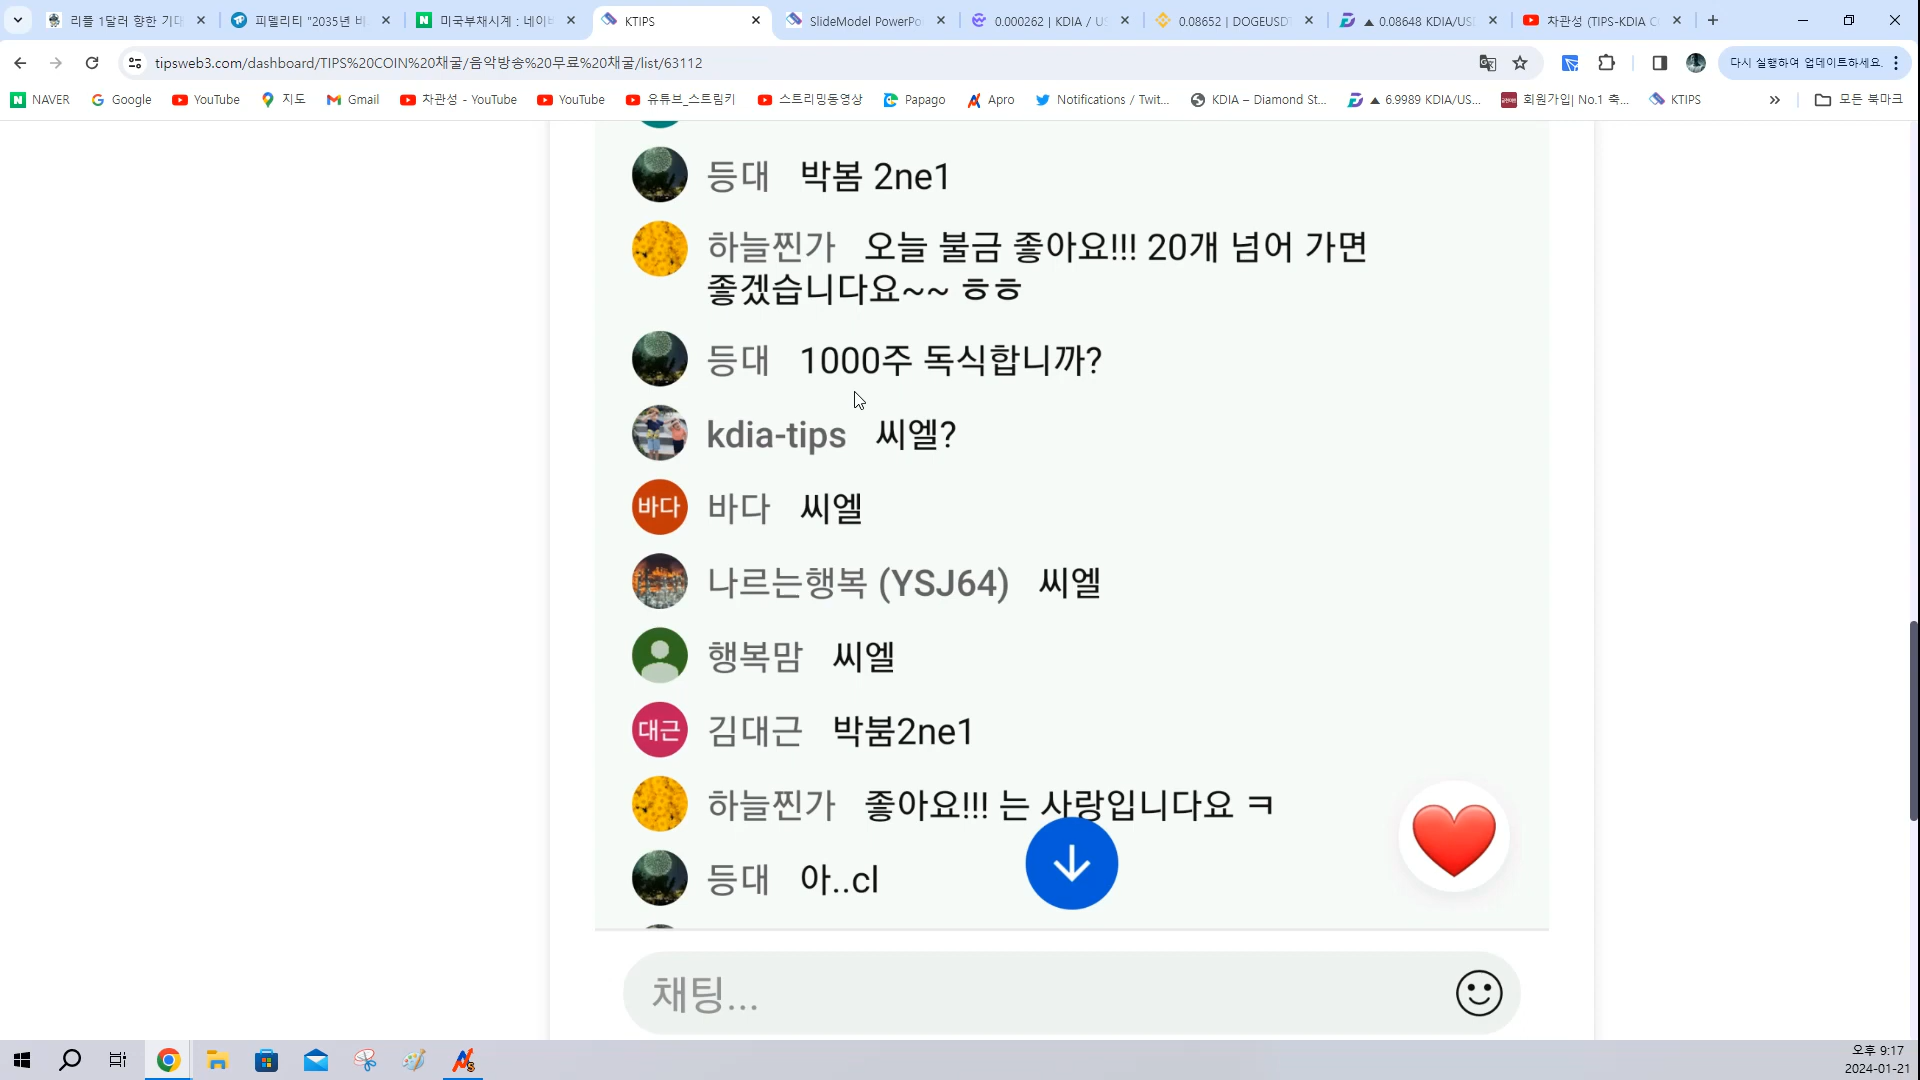 리플 1달러 향한 기대
피델리티 "2035년 비
미국부채시계 : 네이버
KTIPS
SlideModel PowerPo
0.000262 | KDIA / US
0.08652 | DOGEUSDT
▲ 0.08648 KDIA/USD
차관성 (TIPS-KDIA C
tipsweb3.com/dashboard/TIPS%20COIN%20채굴/음악방송%20무료%20채굴/list/63112
다시 실행하여 업데이트하세요.
NAVER
Google
YouTube
지도
Gmail
차관성 - YouTube
YouTube
유튜브_스트림키
스트리밍동영상
Papago
Apro
Notifications / Twit...
KDIA – Diamond St...
▲ 6.9989 KDIA/US...
회원가입| No.1 축...
KTIPS
모든 북마크
등대 박봄 2ne1
하늘찐가 오늘 불금 좋아요!!! 20개 넘어 가면
좋겠습니다요~~ ㅎㅎ
등대 1000주 독식합니까?
kdia-tips 씨엘?
바다 바다 씨엘
나르는행복 (YSJ64) 씨엘
행복맘 씨엘
대근 김대근 박붐2ne1
하늘찐가 좋아요!!! 는 사랑입니다요 ㅋ
등대 아..cl
채팅...
오후 9:17
2024-01-21